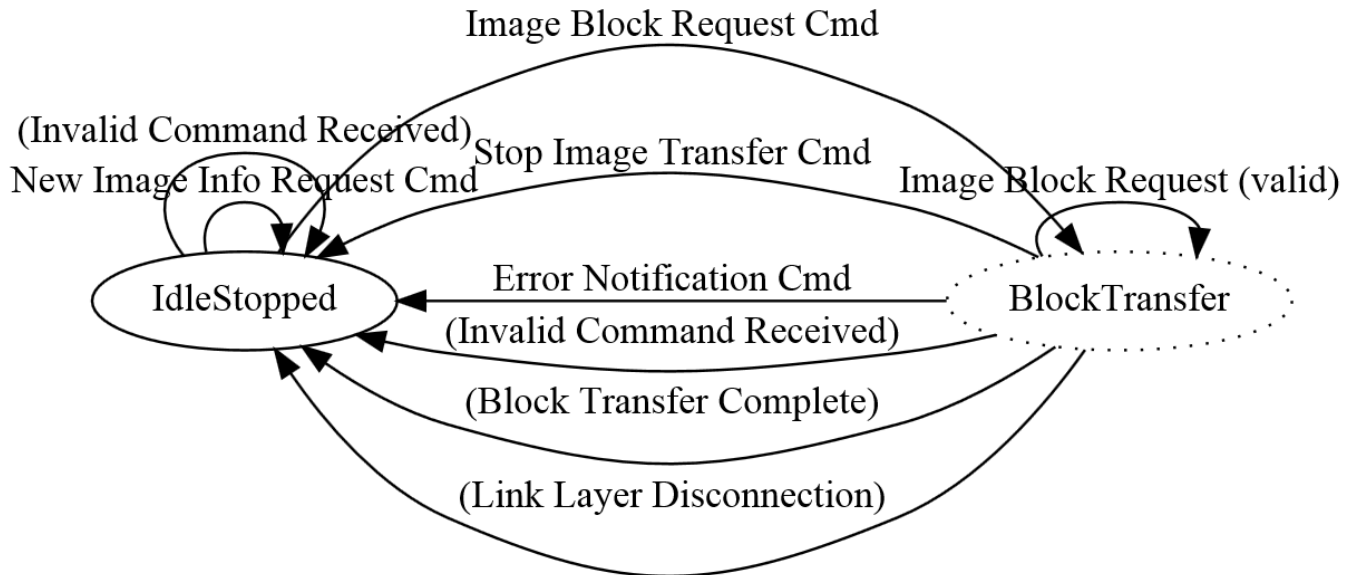 Image Block Request Cmd
(Invalid Command Received)
New Image Info Request Cmd
Stop Image Transfer Cmd
Image Block Request (valid)
IdleStopped
Error Notification Cmd
BlockTransfer
(Invalid Command Received)
(Block Transfer Complete)
(Link Layer Disconnection)